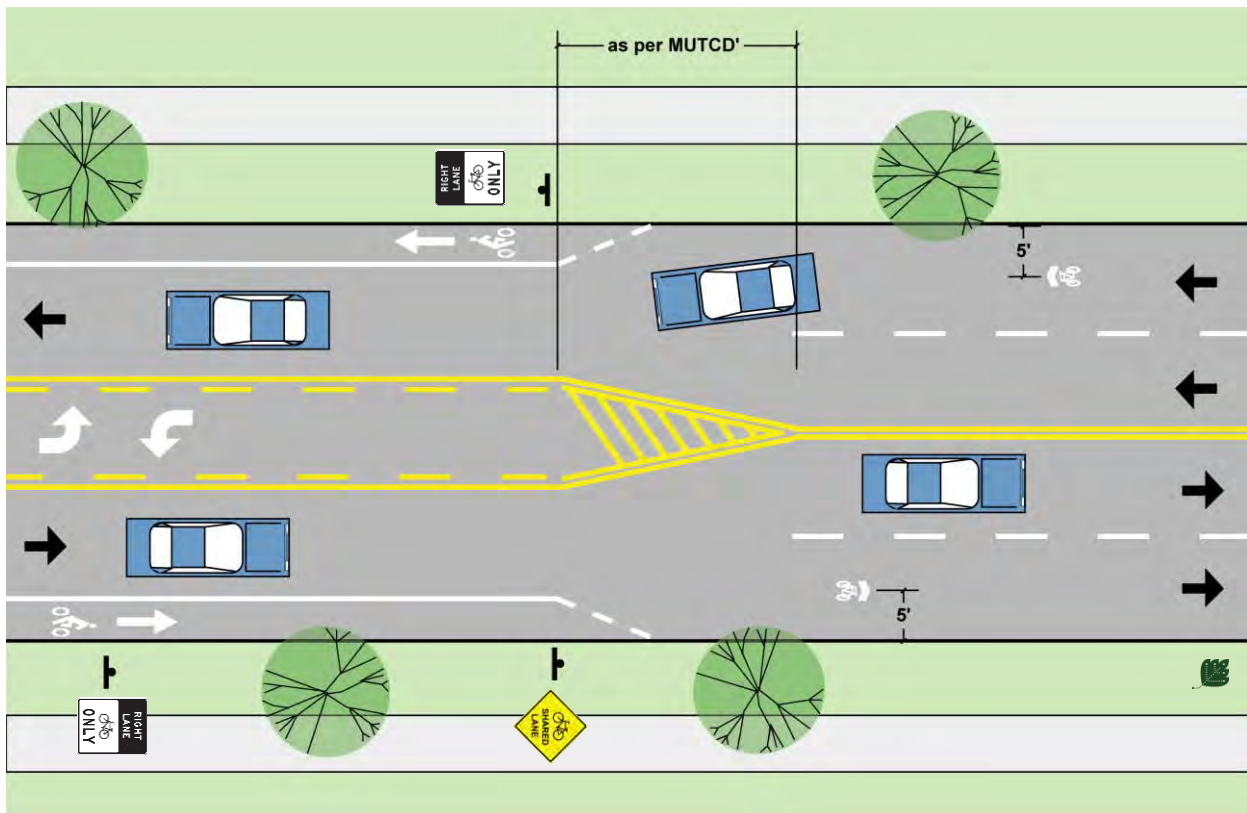 as per MUTCD'
RIGHT
LANE
ONLY
5'
5'
RIGHT
LANE
ONLY
SHARED
LANE